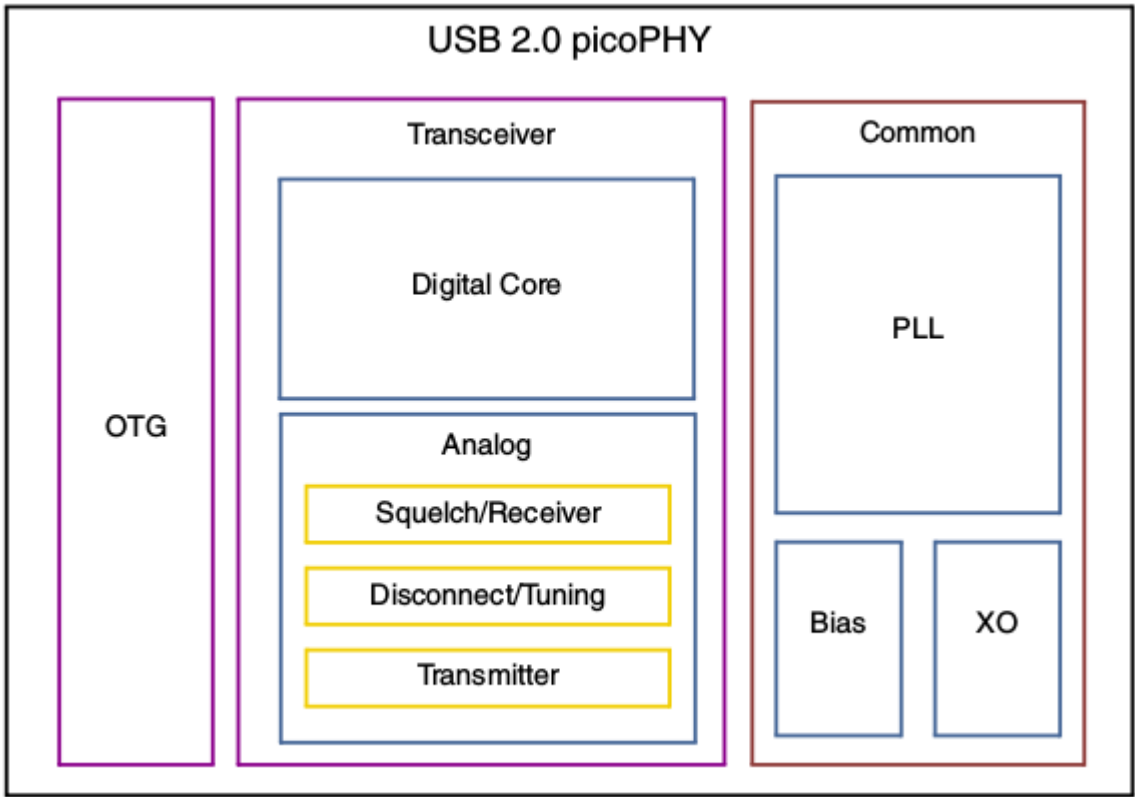 USB 2.0 picoPHY
OTG
Transceiver
Digital Core
Analog
Squelch/Receiver
Disconnect/Tuning
Transmitter
Common
PLL
Bias
XO